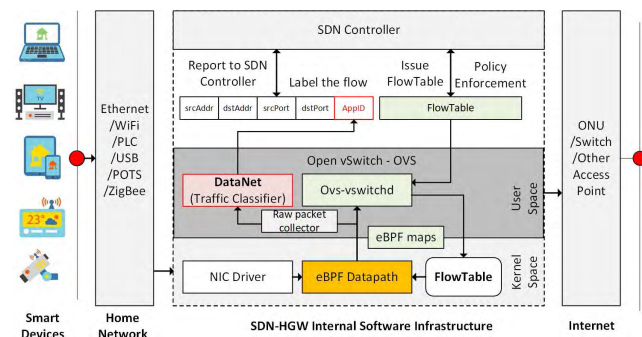 SDN Controller
Report to SDN
Controller
Label the flow
Issue
FlowTable
Policy
Enforcement
srcAddr
dstAddr
srcPort
dstPort
AppID
FlowTable
TV
Ethernet
/WiFi
/PLC
/USB
/POTS
/ZigBee
Open vSwitch - OVS
DataNet
(Traffic Classifier)
Ovs-vswitchd
User
Space
Raw packet
collector
eBPF maps
NIC Driver
eBPF Datapath
FlowTable
Kernel
Space
ONU
/Switch
/Other
Access
Point
23°
Smart
Devices
Home
Network
SDN-HGW Internal Software Infrastructure
Internet